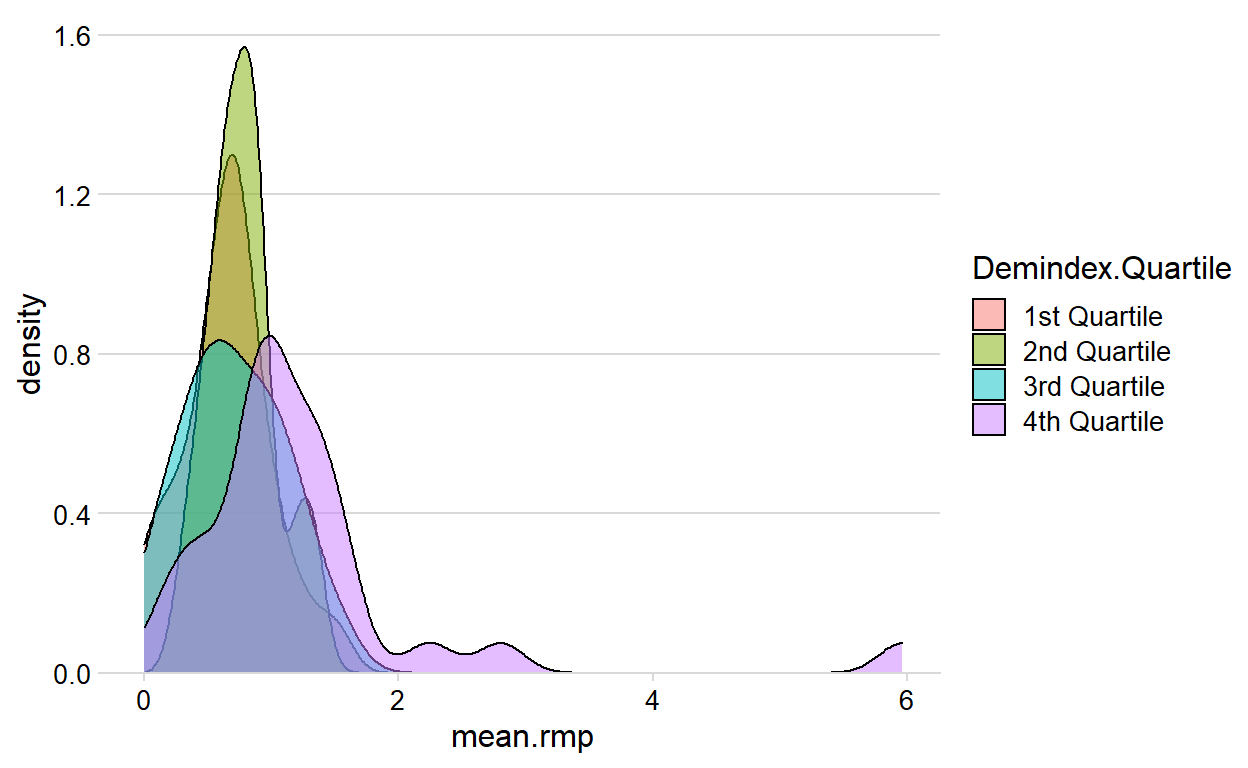 1.6
1.2
0.8
0.4
0.0
density
0 2 4 6
mean.rmp
Demindex.Quartile
1st Quartile
2nd Quartile
3rd Quartile
4th Quartile